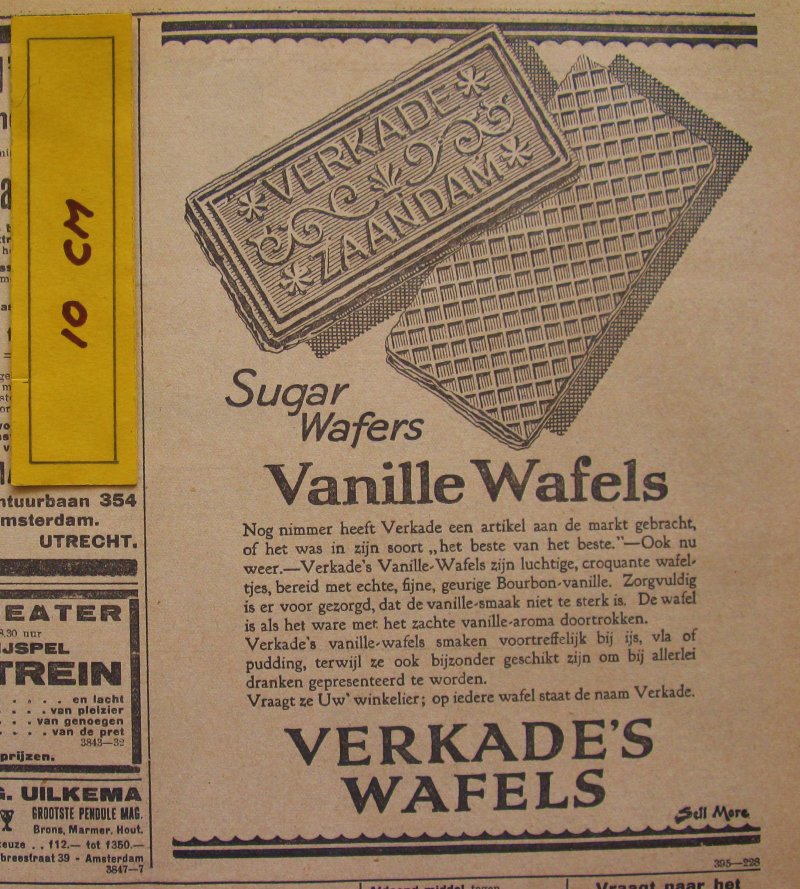 10 CM
ntuurbaan 354
msterdam.
UTRECHT.
EATER
8.30 uur
IJSPEL
TREIN
. . . . . en lacht
. . . . van pleizier
. . . van genoegen
. . . . van de pret
3843—32
prijzen.
G. UILKEMA
GROOTSTE PENDULE MAG.
Brons, Marmer, Hout.
keuze . . f12.— tot f350.—
breestraat 39 - Amsterdam
3847—7
VERKADE
ZAANDAM
Sugar
Wafers
Vanille Wafels
Nog nimmer heeft Verkade een artikel aan de markt gebracht,
of het was in zijn soort „het beste van het beste.”—Ook nu
weer.—Verkade's Vanille-Wafels zijn luchtige, croquante wafel-
tjes, bereid met echte, fijne, geurige Bourbon-vanille. Zorgvuldig
is er voor gezorgd, dat de vanille-smaak niet te sterk is. De wafel
is als het ware met het zachte vanille-aroma doortrokken.
Verkade's vanille-wafels smaken voortreffelijk bij ijs, vla of
pudding, terwijl ze ook bijzonder geschikt zijn om bij allerlei
dranken gepresenteerd te worden.
Vraagt ze Uw' winkelier; op iedere wafel staat de naam Verkade.
VERKADE'S
WAFELS
Sell More
395—228
middel tegen
Vraagt naar het